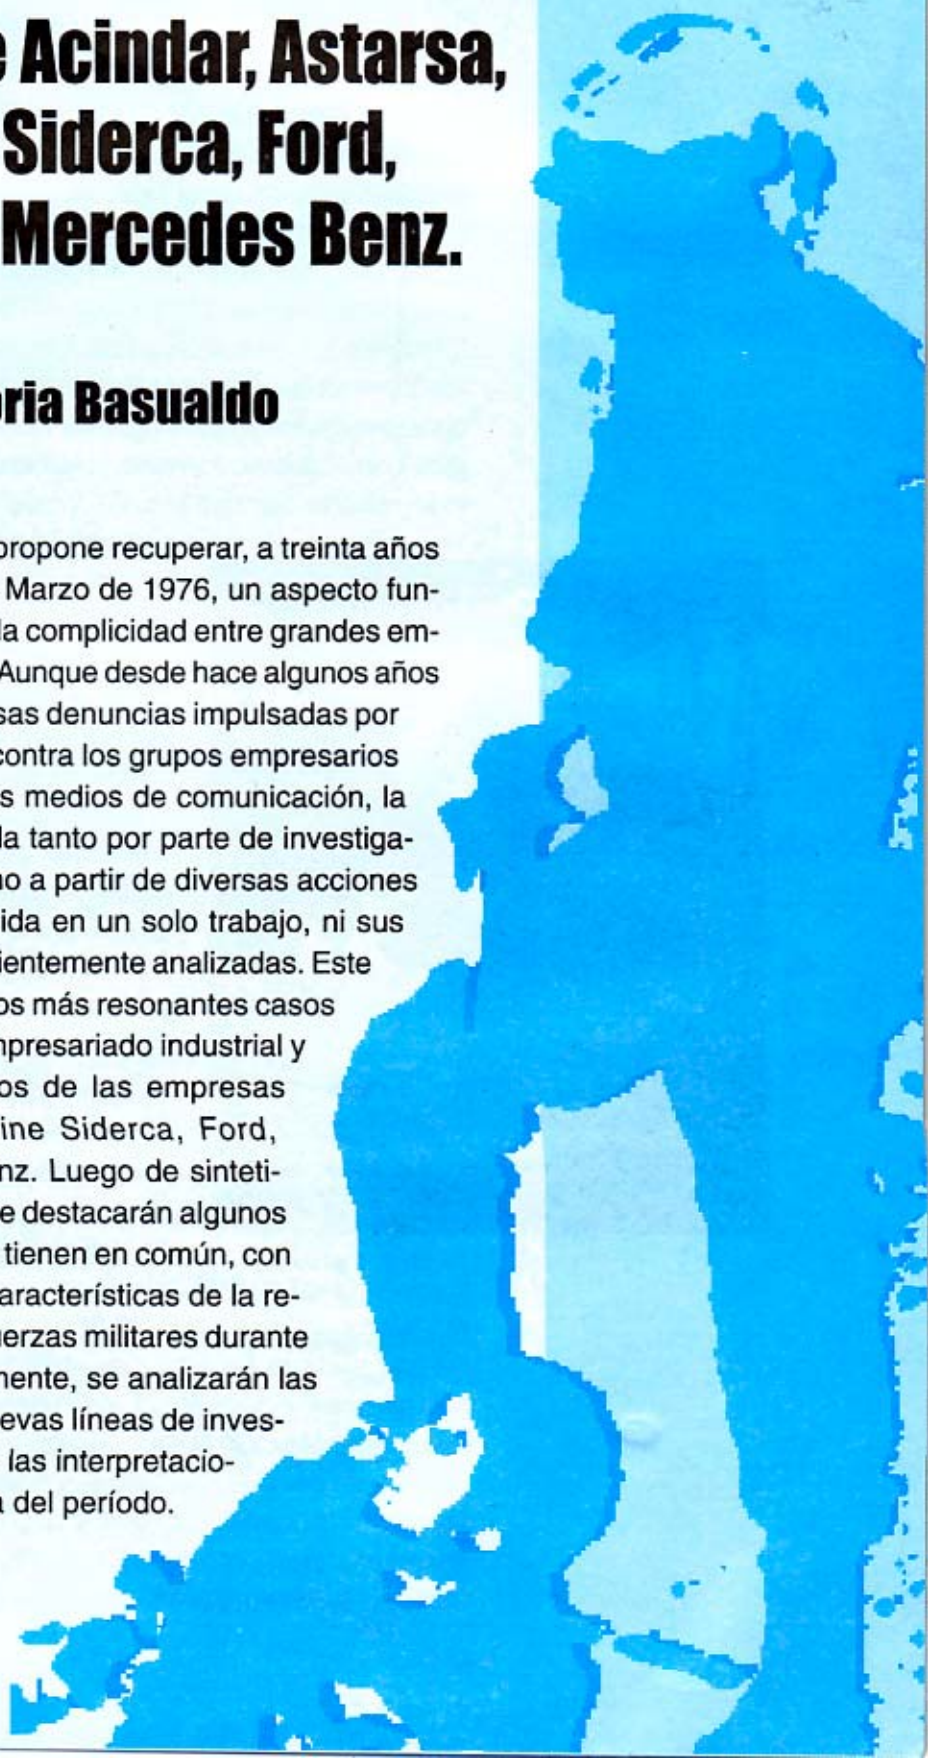 e Acindar, Astarsa,
Siderca, Ford,
Mercedes Benz.
oria Basualdo
propone recuperar, a treinta años
Marzo de 1976, un aspecto fun-
la complicidad entre grandes em-
Aunque desde hace algunos años
sas denuncias impulsadas por
contra los grupos empresarios
s medios de comunicación, la
la tanto por parte de investiga-
no a partir de diversas acciones
ida en un solo trabajo, ni sus
ientemente analizadas. Este
os más resonantes casos
mpresariado industrial y
os de las empresas
ine Siderca, Ford,
nz. Luego de sinteti-
e destacarán algunos
tienen en común, con
aracterísticas de la re-
uerzas militares durante
mente, se analizarán las
evas líneas de inves-
las interpretacio-
a del período.